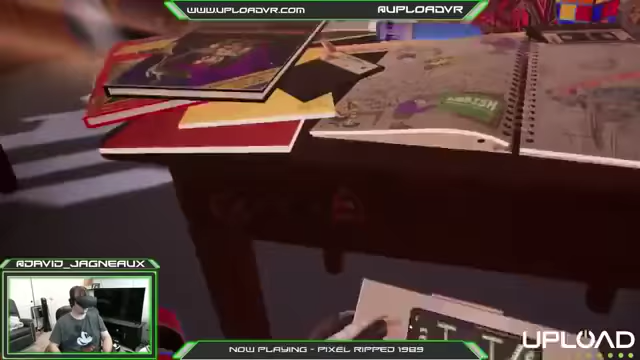 WWW.UPLOADVR.COM
@UPLOADVR
@DAVID_JAGNEAUX
NOW PLAYING - PIXEL RIPPED 1989
UPLOAD